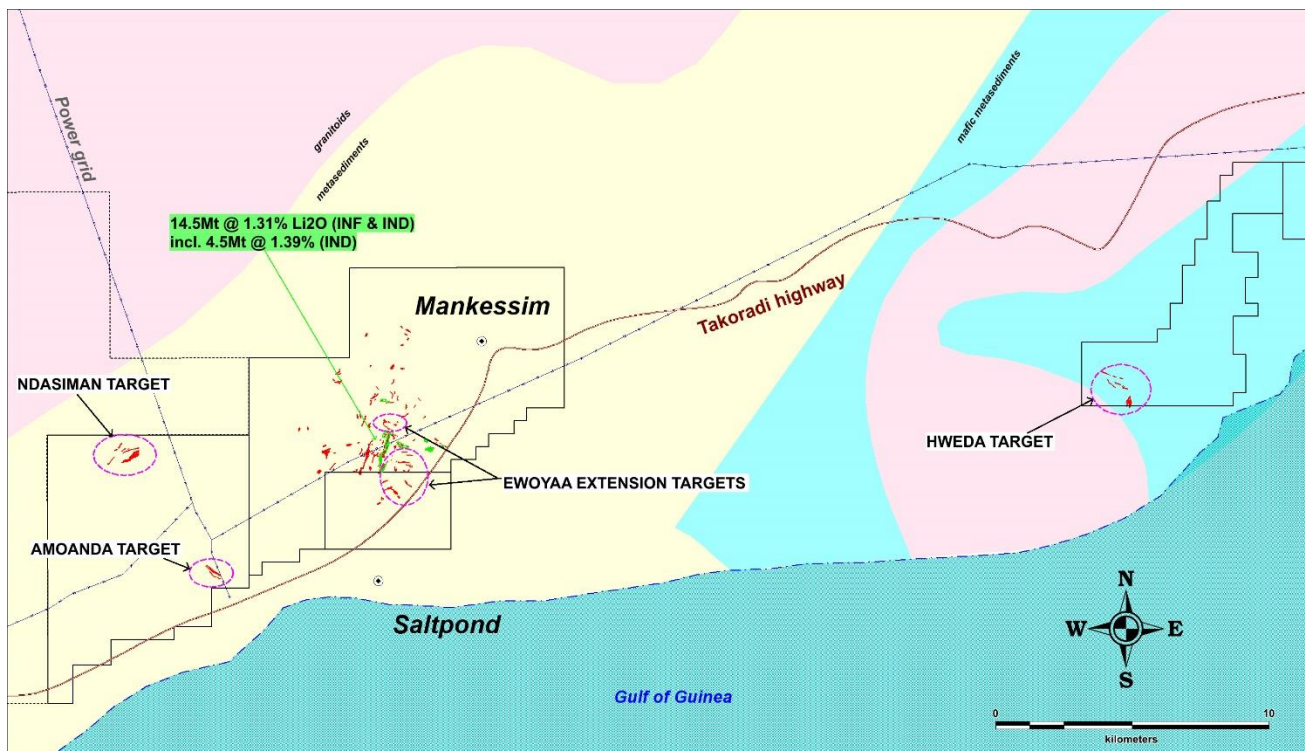 Power grid
granitoids
metasediments
mafic metasediments
14.5Mt @ 1.31% Li2O (INF & IND)
incl. 4.5Mt @ 1.39% (IND)
Mankessim
Takoradi highway
NDASIMAN TARGET
HWEDA TARGET
EWOYAA EXTENSION TARGETS
AMOANDA TARGET
Saltpond
N
W E
S
Gulf of Guinea
0 10
kilometers